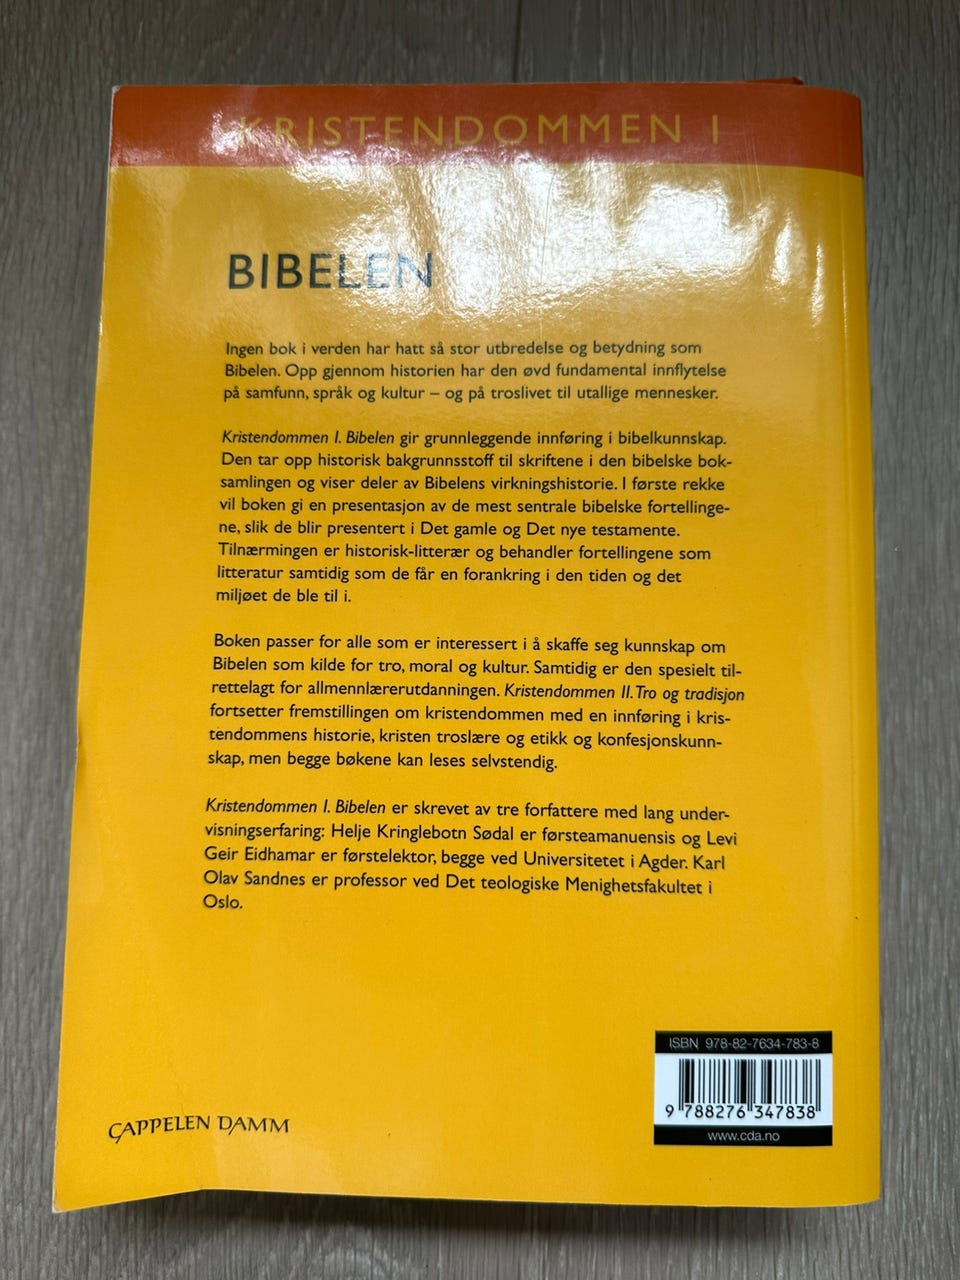 KRISTENDOMMEN I
BIBELEN
Ingen bok i verden har hatt så stor utbredelse og betydning som
Bibelen. Opp gjennom historien har den øvd fundamental innflytelse
på samfunn, språk og kultur – og på troslivet til utallige mennesker.
Kristendommen I. Bibelen gir grunnleggende innføring i bibelkunnskap.
Den tar opp historisk bakgrunnsstoff til skriftene i den bibelske bok-
samlingen og viser deler av Bibelens virkningshistorie. I første rekke
vil boken gi en presentasjon av de mest sentrale bibelske fortellinge-
ne, slik de blir presentert i Det gamle og Det nye testamente.
Tilnærmingen er historisk-litterær og behandler fortellingene som
litteratur samtidig som de får en forankring i den tiden og det
miljøet de ble til i.
Boken passer for alle som er interessert i å skaffe seg kunnskap om
Bibelen som kilde for tro, moral og kultur. Samtidig er den spesielt til-
rettelagt for allmennlærerutdanningen. Kristendommen II. Tro og tradisjon
fortsetter fremstillingen om kristendommen med en innføring i kris-
tendommens historie, kristen troslære og etikk og konfesjonskunn-
skap, men begge bøkene kan leses selvstendig.
Kristendommen I. Bibelen er skrevet av tre forfattere med lang under-
visningserfaring: Helje Kringlebotn Sødal er førsteamanuensis og Levi
Geir Eidhamar er førstelektor, begge ved Universitetet i Agder. Karl
Olav Sandnes er professor ved Det teologiske Menighetsfakultet i
Oslo.
ISBN 978-82-7634-783-8
9 788276 347838
www.cda.no
CAPPELEN DAMM